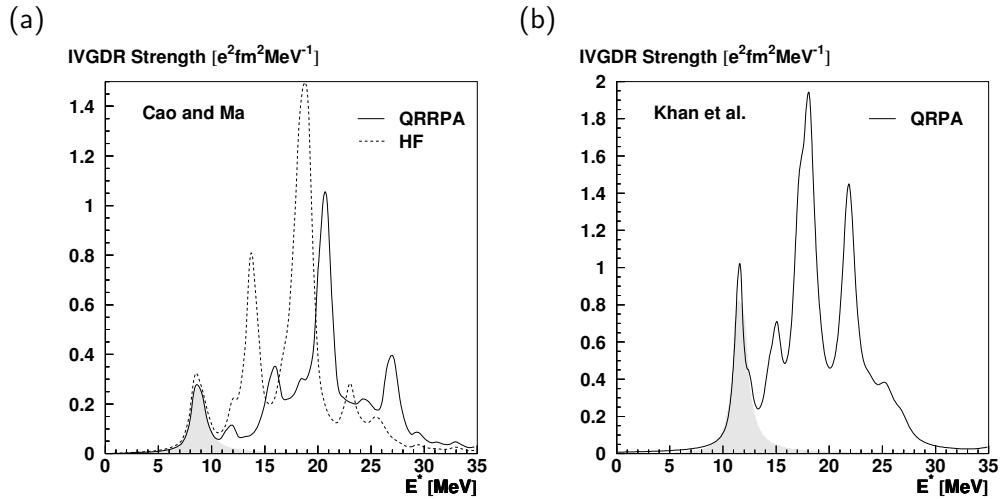 (a)
IVGDR Strength [e²fm²MeV⁻¹]
Cao and Ma
QRRPA
HF
1.4
1.2
1
0.8
0.6
0.4
0.2
0
0 5 10 15 20 25 30 35
E* [MeV]
(b)
IVGDR Strength [e²fm²MeV⁻¹]
Khan et al.
QRPA
2
1.8
1.6
1.4
1.2
1
0.8
0.6
0.4
0.2
0
0 5 10 15 20 25 30 35
E* [MeV]